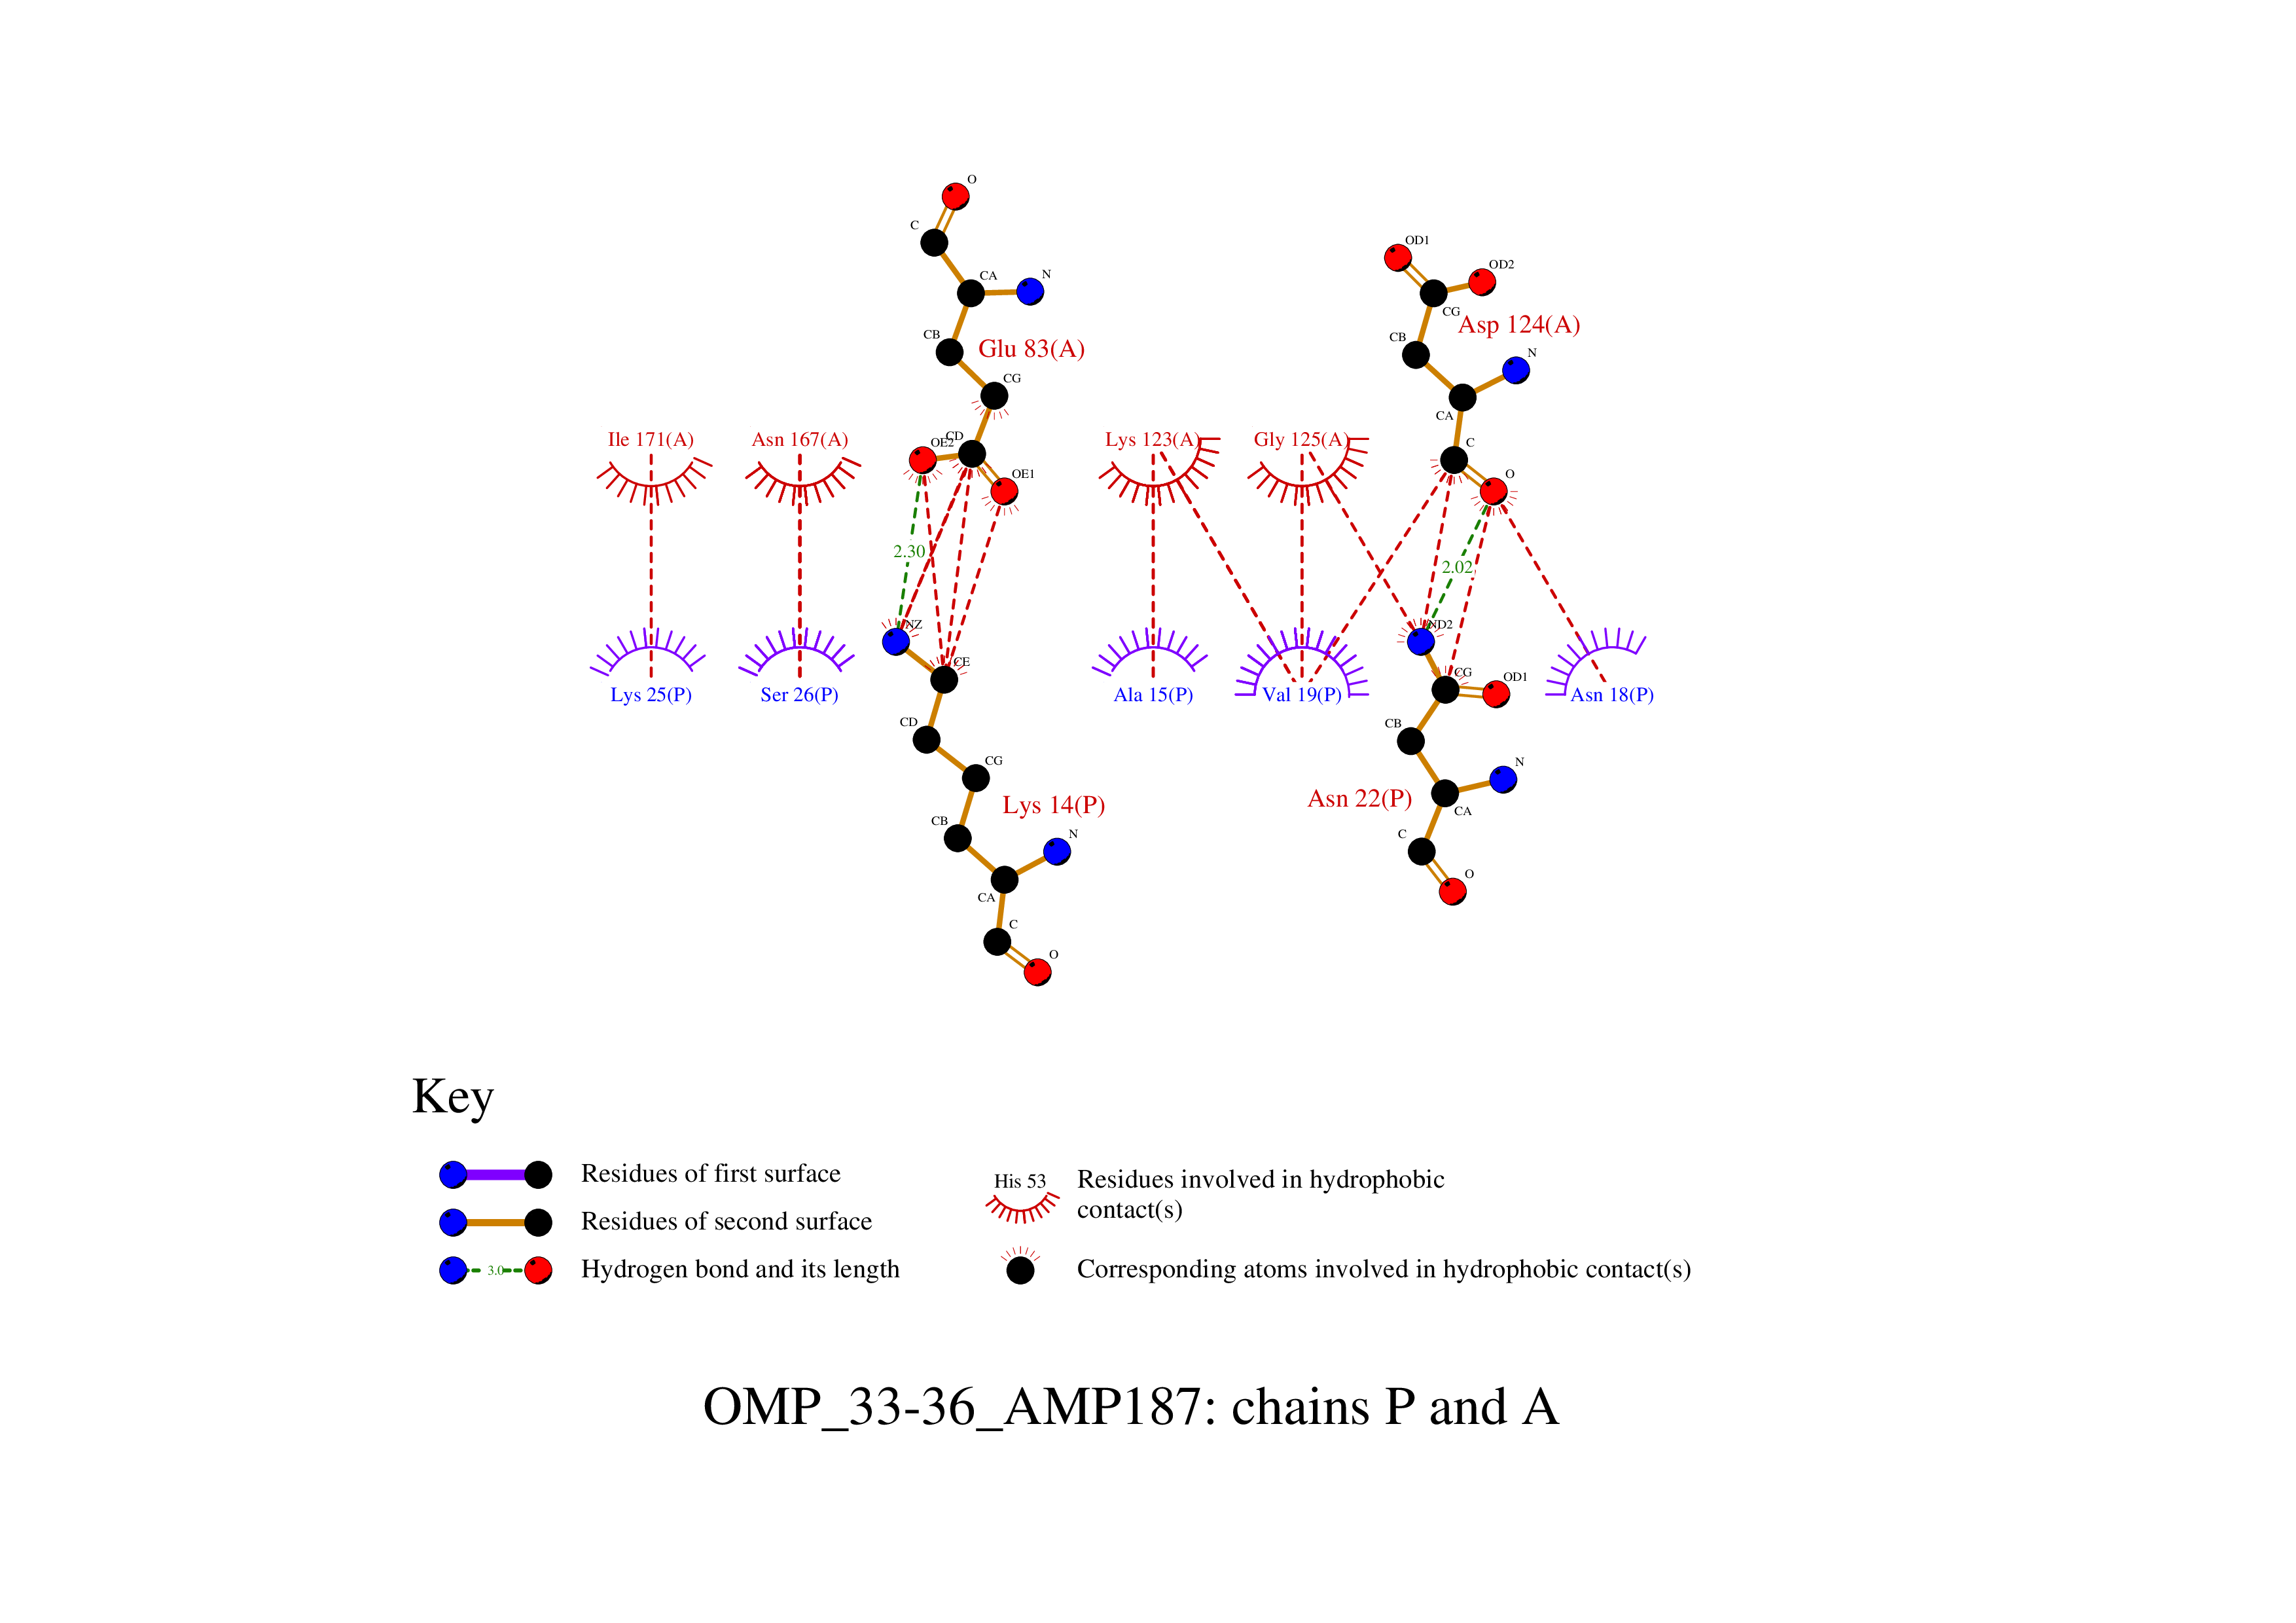 O
C
CA
N
CB
Glu 83(A)
CG
CD
OE2
OE1
OD1
OD2
CG
Asp 124(A)
CB
N
CA
C
O
Ile 171(A)
Asn 167(A)
Lys 123(A)
Gly 125(A)
2.30
2.02
NZ
CE
ND2
CG
OD1
Lys 25(P)
Ser 26(P)
Ala 15(P)
Val 19(P)
Asn 18(P)
CD
CG
Lys 14(P)
CB
N
CA
C
O
CB
N
Asn 22(P)
CA
C
O
Key
Residues of first surface
Residues of second surface
3.0
Hydrogen bond and its length
His 53
Residues involved in hydrophobic
contact(s)
Corresponding atoms involved in hydrophobic contact(s)
OMP_33-36_AMP187: chains P and A